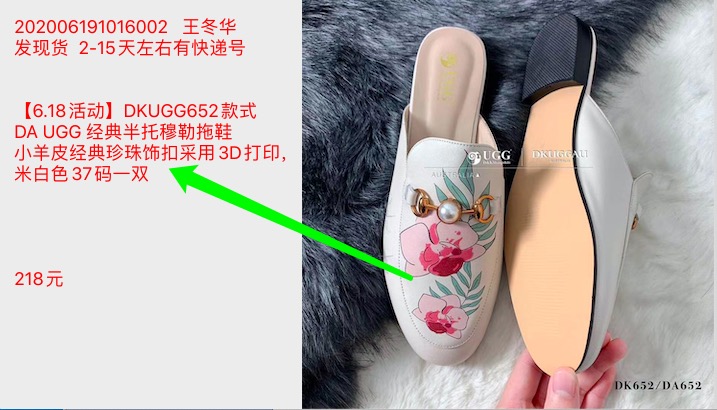 202006191016002 王冬华
发现货 2-15天左右有快递号
【6.18活动】DKUGG652款式
DA UGG 经典半托穆勒拖鞋
小羊皮经典珍珠饰扣采用3D打印，
米白色37码一双
218元
UGG
UGG
DKUGGAU
AUSTRALIA
DK652/DA652